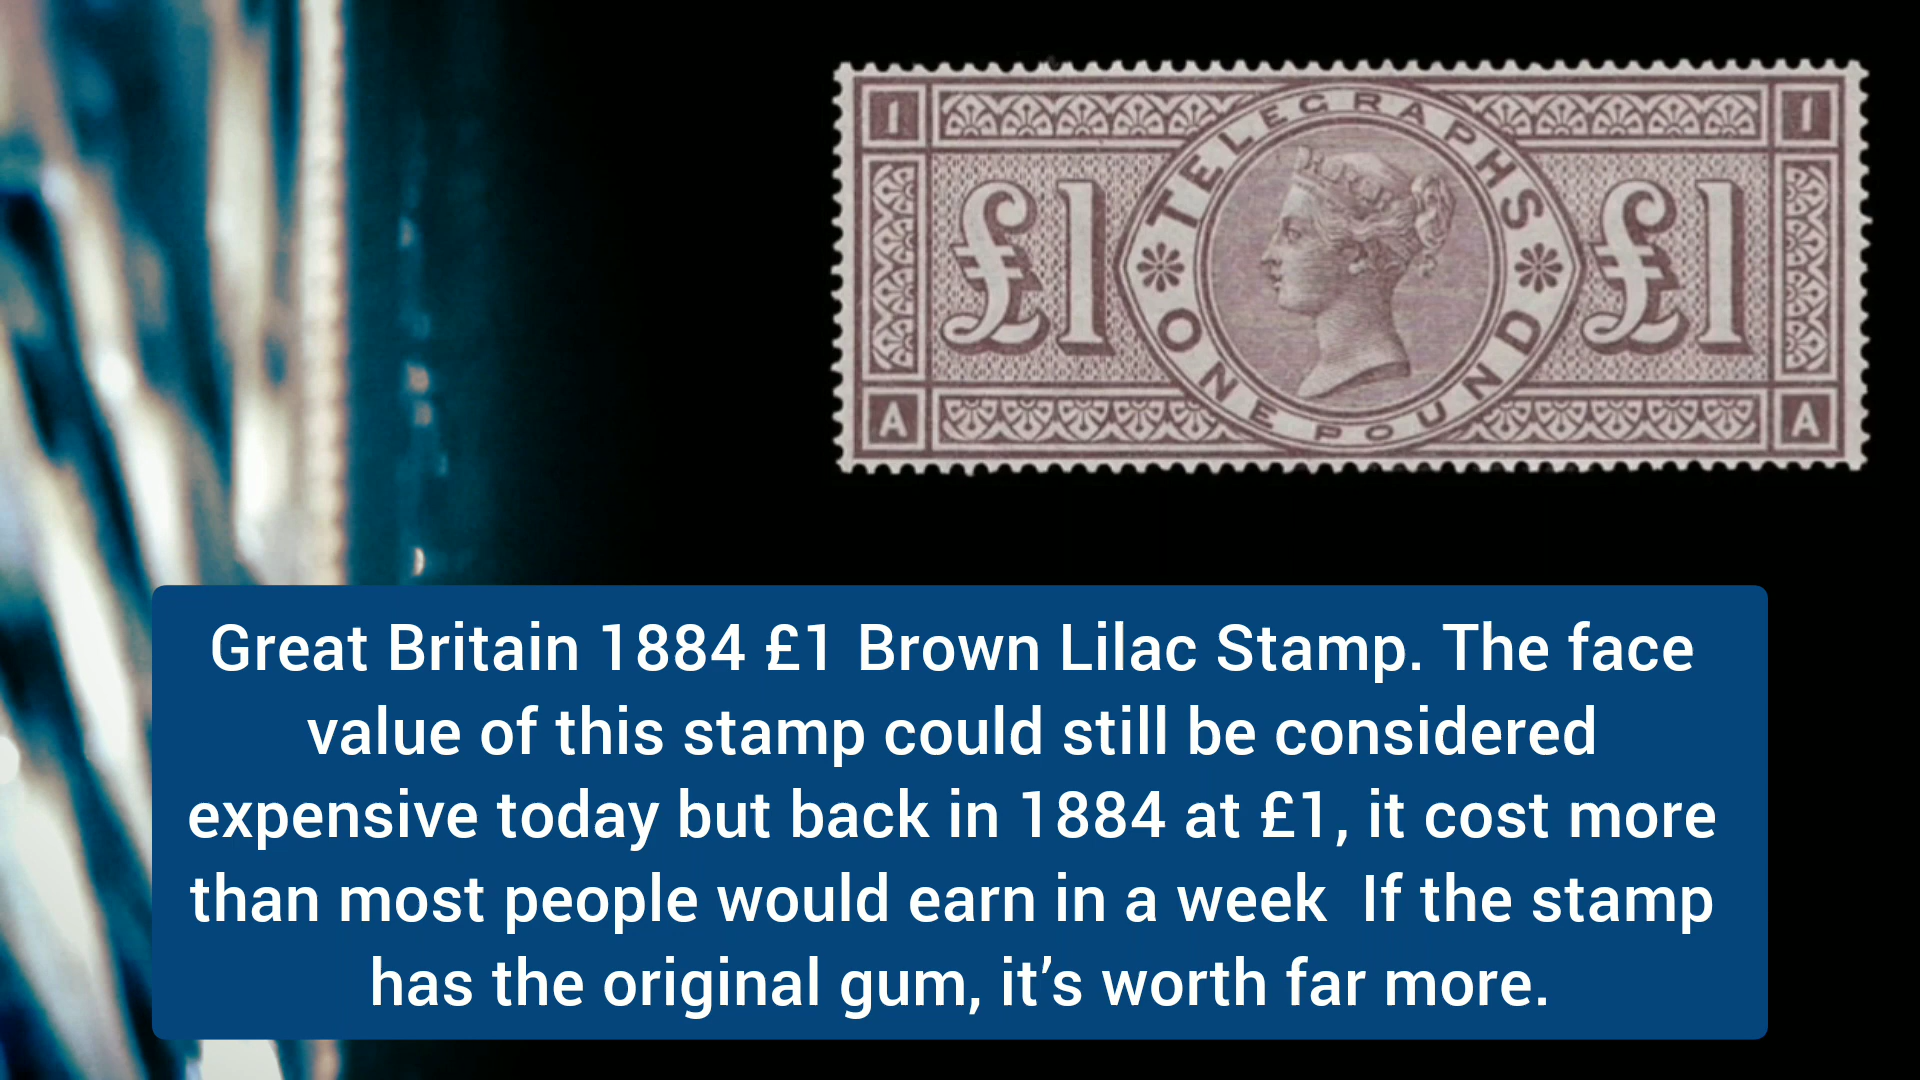 I
TELEGRAPHS
I
£1
£1
ONE POUND
A
A
Great Britain 1884 £1 Brown Lilac Stamp. The face
value of this stamp could still be considered
expensive today but back in 1884 at £1, it cost more
than most people would earn in a week  If the stamp
has the original gum, it’s worth far more.